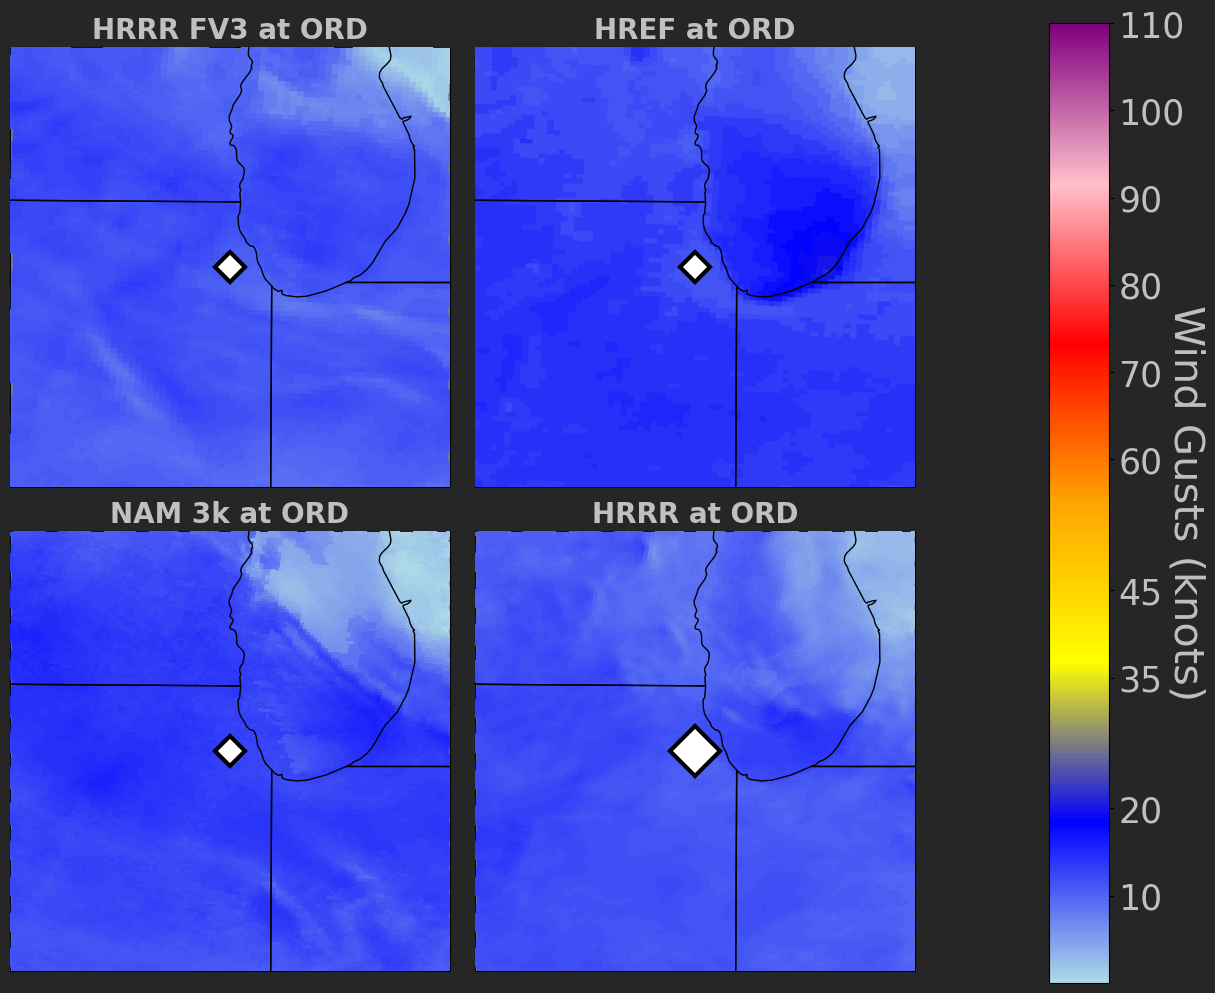 HRRR FV3 at ORD
HREF at ORD
NAM 3k at ORD
HRRR at ORD
110
100
90
80
70
60
45
35
20
10
Wind Gusts (knots)